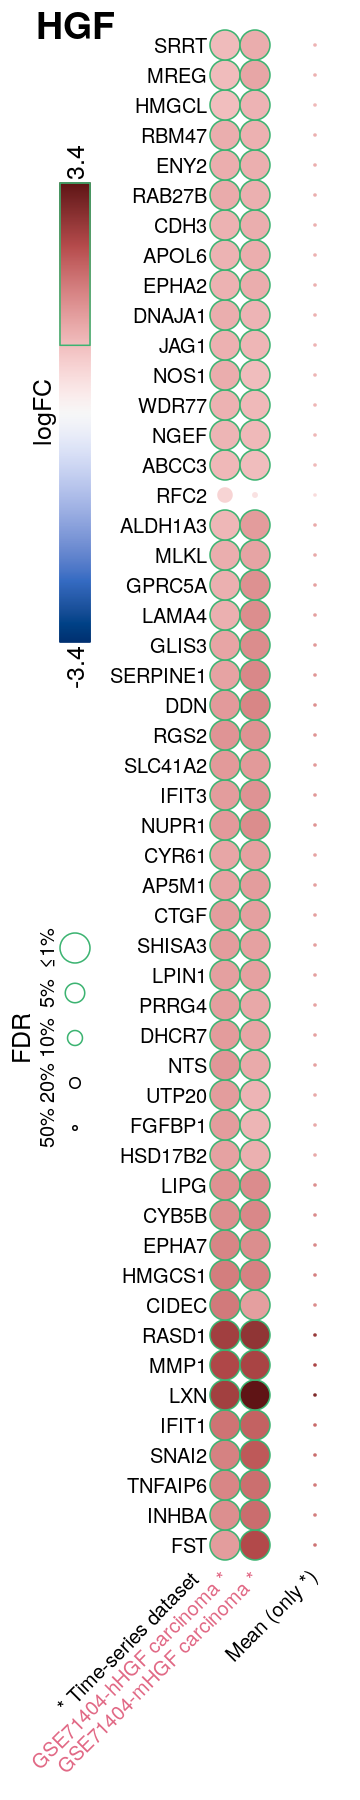 HGF
3.4
logFC
-3.4
FDR
50% 20% 10% 5% ≤1%
SRRT
MREG
HMGCL
RBM47
ENY2
RAB27B
CDH3
APOL6
EPHA2
DNAJA1
JAG1
NOS1
WDR77
NGEF
ABCC3
RFC2
ALDH1A3
MLKL
GPRC5A
LAMA4
GLIS3
SERPINE1
DDN
RGS2
SLC41A2
IFIT3
NUPR1
CYR61
AP5M1
CTGF
SHISA3
LPIN1
PRRG4
DHCR7
NTS
UTP20
FGFBP1
HSD17B2
LIPG
CYB5B
EPHA7
HMGCS1
CIDEC
RASD1
MMP1
LXN
IFIT1
SNAI2
TNFAIP6
INHBA
FST
* Time-series dataset
GSE71404-hHGF carcinoma *
GSE71404-mHGF carcinoma *
Mean (only *)